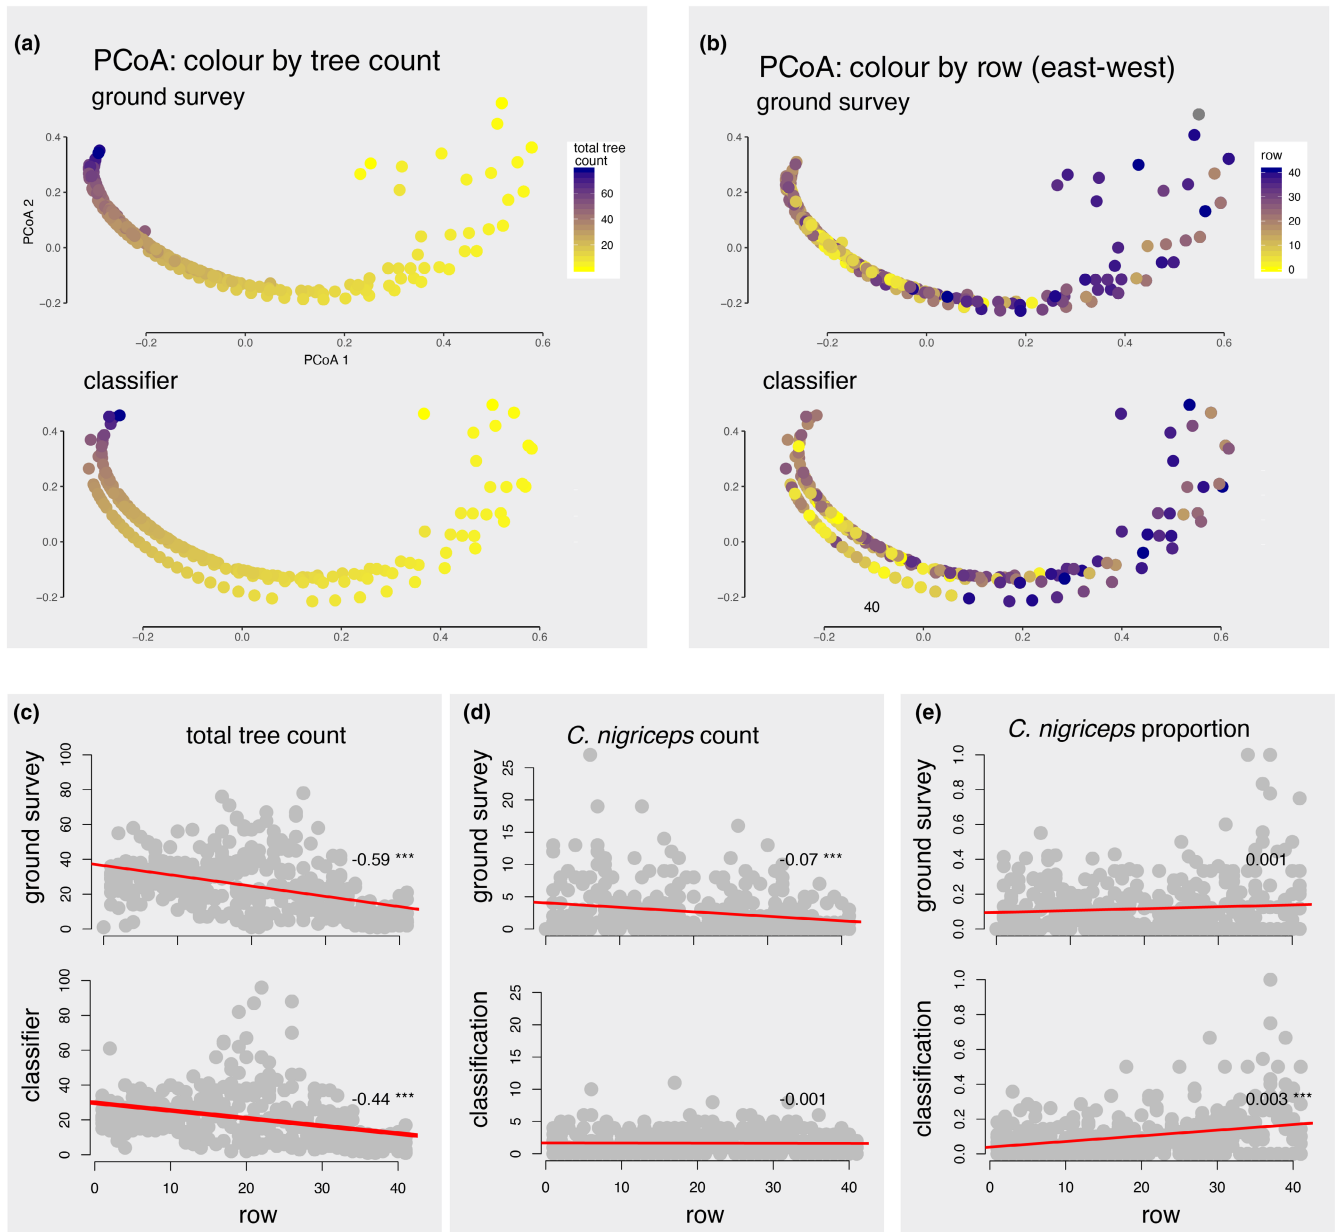 (a)
PCoA: colour by tree count
ground survey
0.4
0.2
0.0
−0.2
PCoA 2
total tree
count
60
40
20
−0.2 0.0 0.2 0.4 0.6
PCoA 1
classifier
0.4
0.2
0.0
−0.2
−0.2 0.0 0.2 0.4 0.6
(b)
PCoA: colour by row (east-west)
ground survey
0.4
0.2
0.0
−0.2
row
40
30
20
10
0
−0.2 0.0 0.2 0.4 0.6
classifier
0.4
0.2
0.0
−0.2
40
−0.2 0.0 0.2 0.4 0.6
(c)
total tree count
ground survey
0 20 40 60 80 100
-0.59 ***
classifier
0 20 40 60 80 100
-0.44 ***
0 10 20 30 40
row
(d)
C. nigriceps count
ground survey
0 5 10 15 20 25
-0.07 ***
classfication
0 5 10 15 20 25
-0.001
0 10 20 30 40
row
(e)
C. nigriceps proportion
ground survey
0.0 0.2 0.4 0.6 0.8 1.0
0.001
classification
0.0 0.2 0.4 0.6 0.8 1.0
0.003 ***
0 10 20 30 40
row